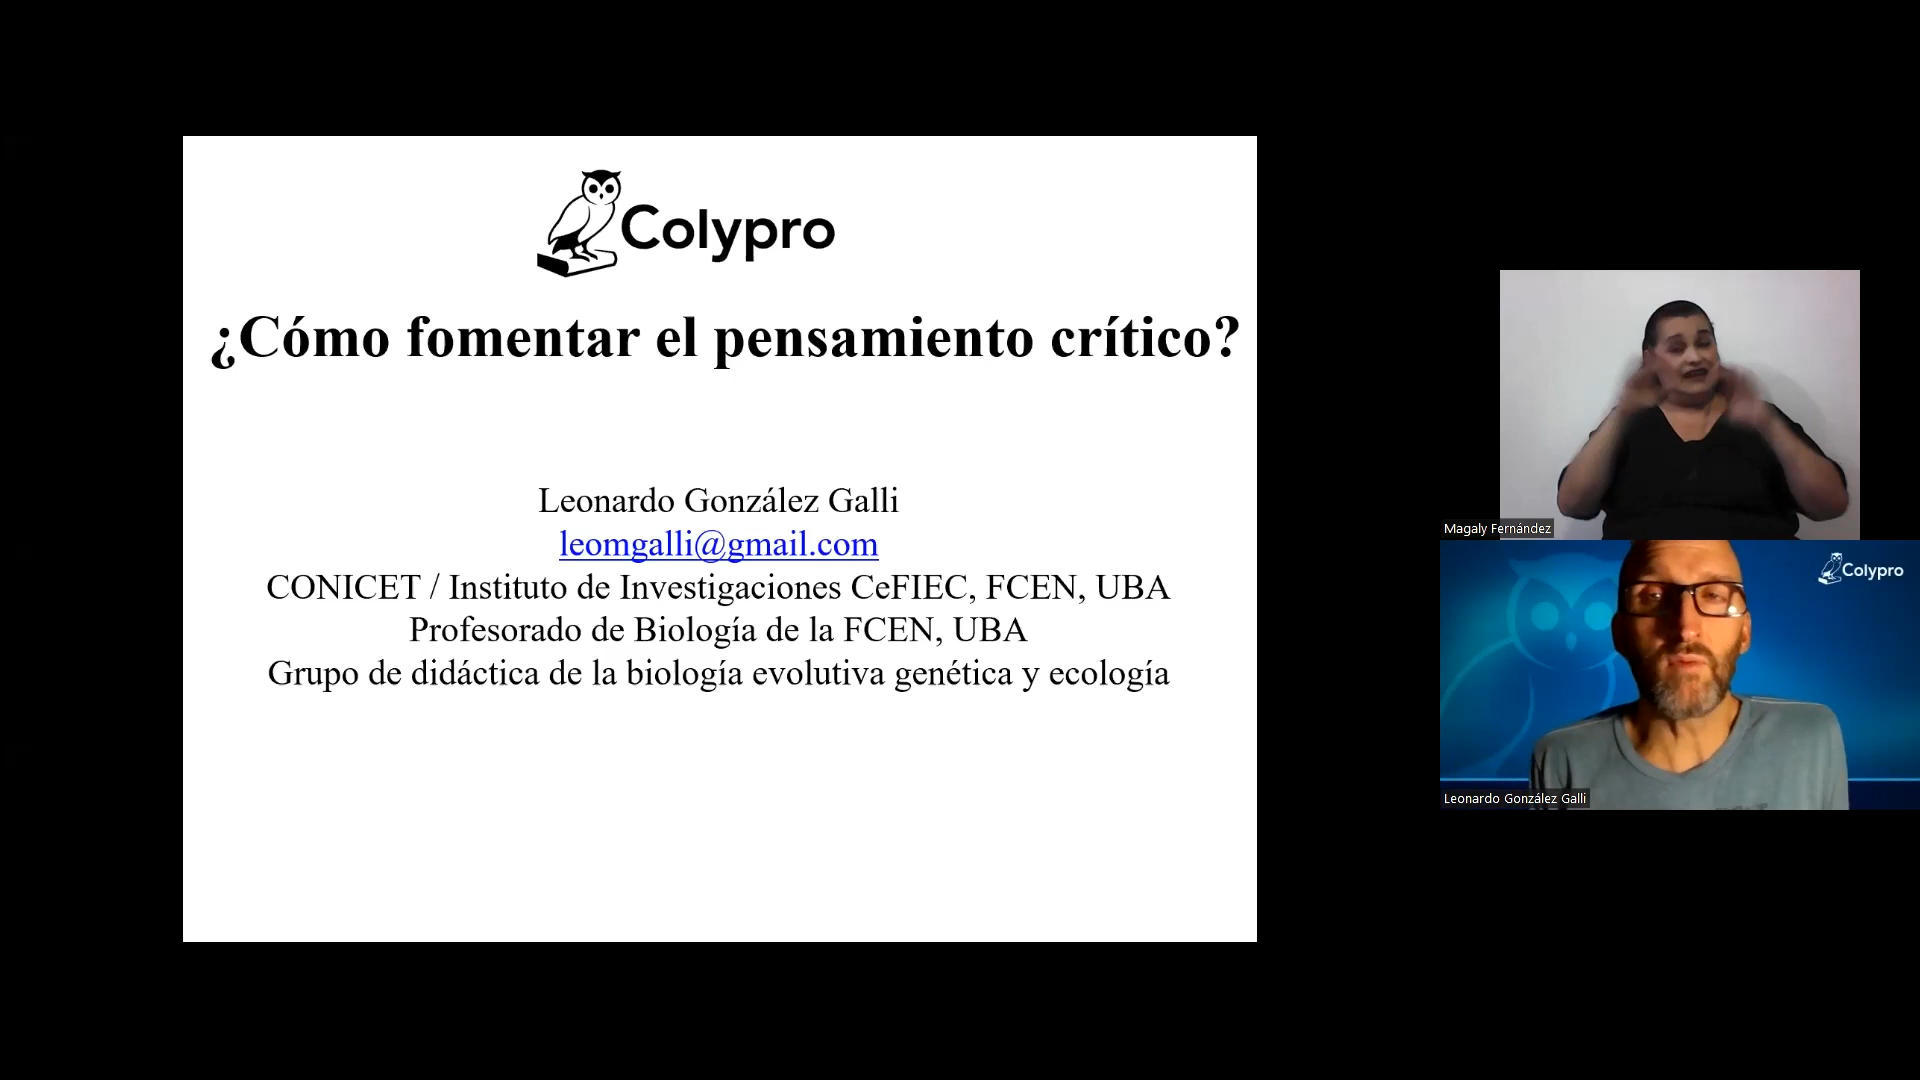 Colypro
¿Cómo fomentar el pensamiento crítico?
Leonardo González Galli
leomgalli@gmail.com
CONICET / Instituto de Investigaciones CeFIEC, FCEN, UBA
Profesorado de Biología de la FCEN, UBA
Grupo de didáctica de la biología evolutiva genética y ecología
Magaly Fernández
Colypro
Leonardo González Galli